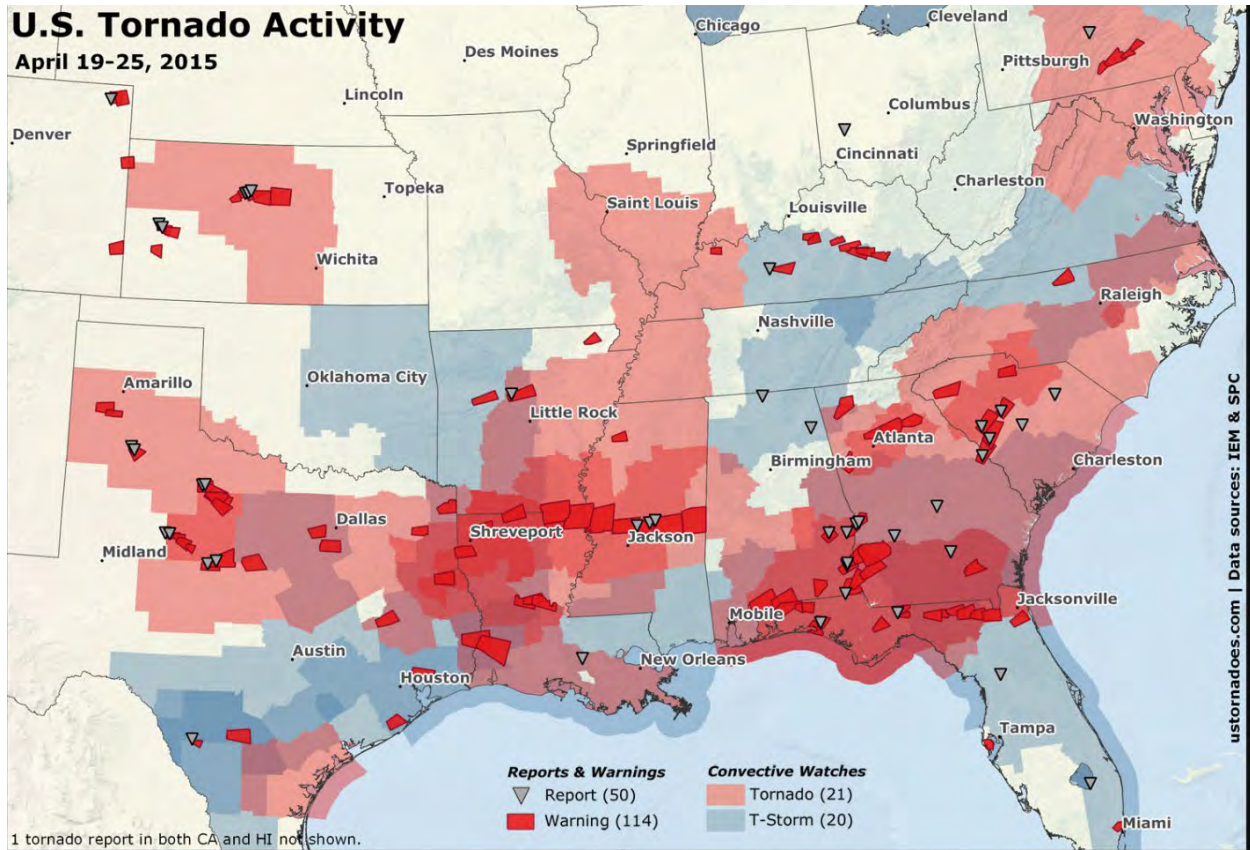 U.S. Tornado Activity
April 19-25, 2015
Chicago
Cleveland
Des Moines
Pittsburgh
Lincoln
Columbus
Denver
Washington
Springfield
Cincinnati
Topeka
Charleston
Saint Louis
Louisville
Wichita
Raleigh
Nashville
Amarillo
Oklahoma City
Little Rock
Atlanta
Birmingham
Charleston
Dallas
Shreveport
Jackson
Midland
Mobile
Jacksonville
Austin
New Orleans
Houston
Tampa
Miami
Reports & Warnings
Report (50)
Warning (114)
Convective Watches
Tornado (21)
T-Storm (20)
1 tornado report in both CA and HI not shown.
ustornadoes.com | Data sources: IEM & SPC